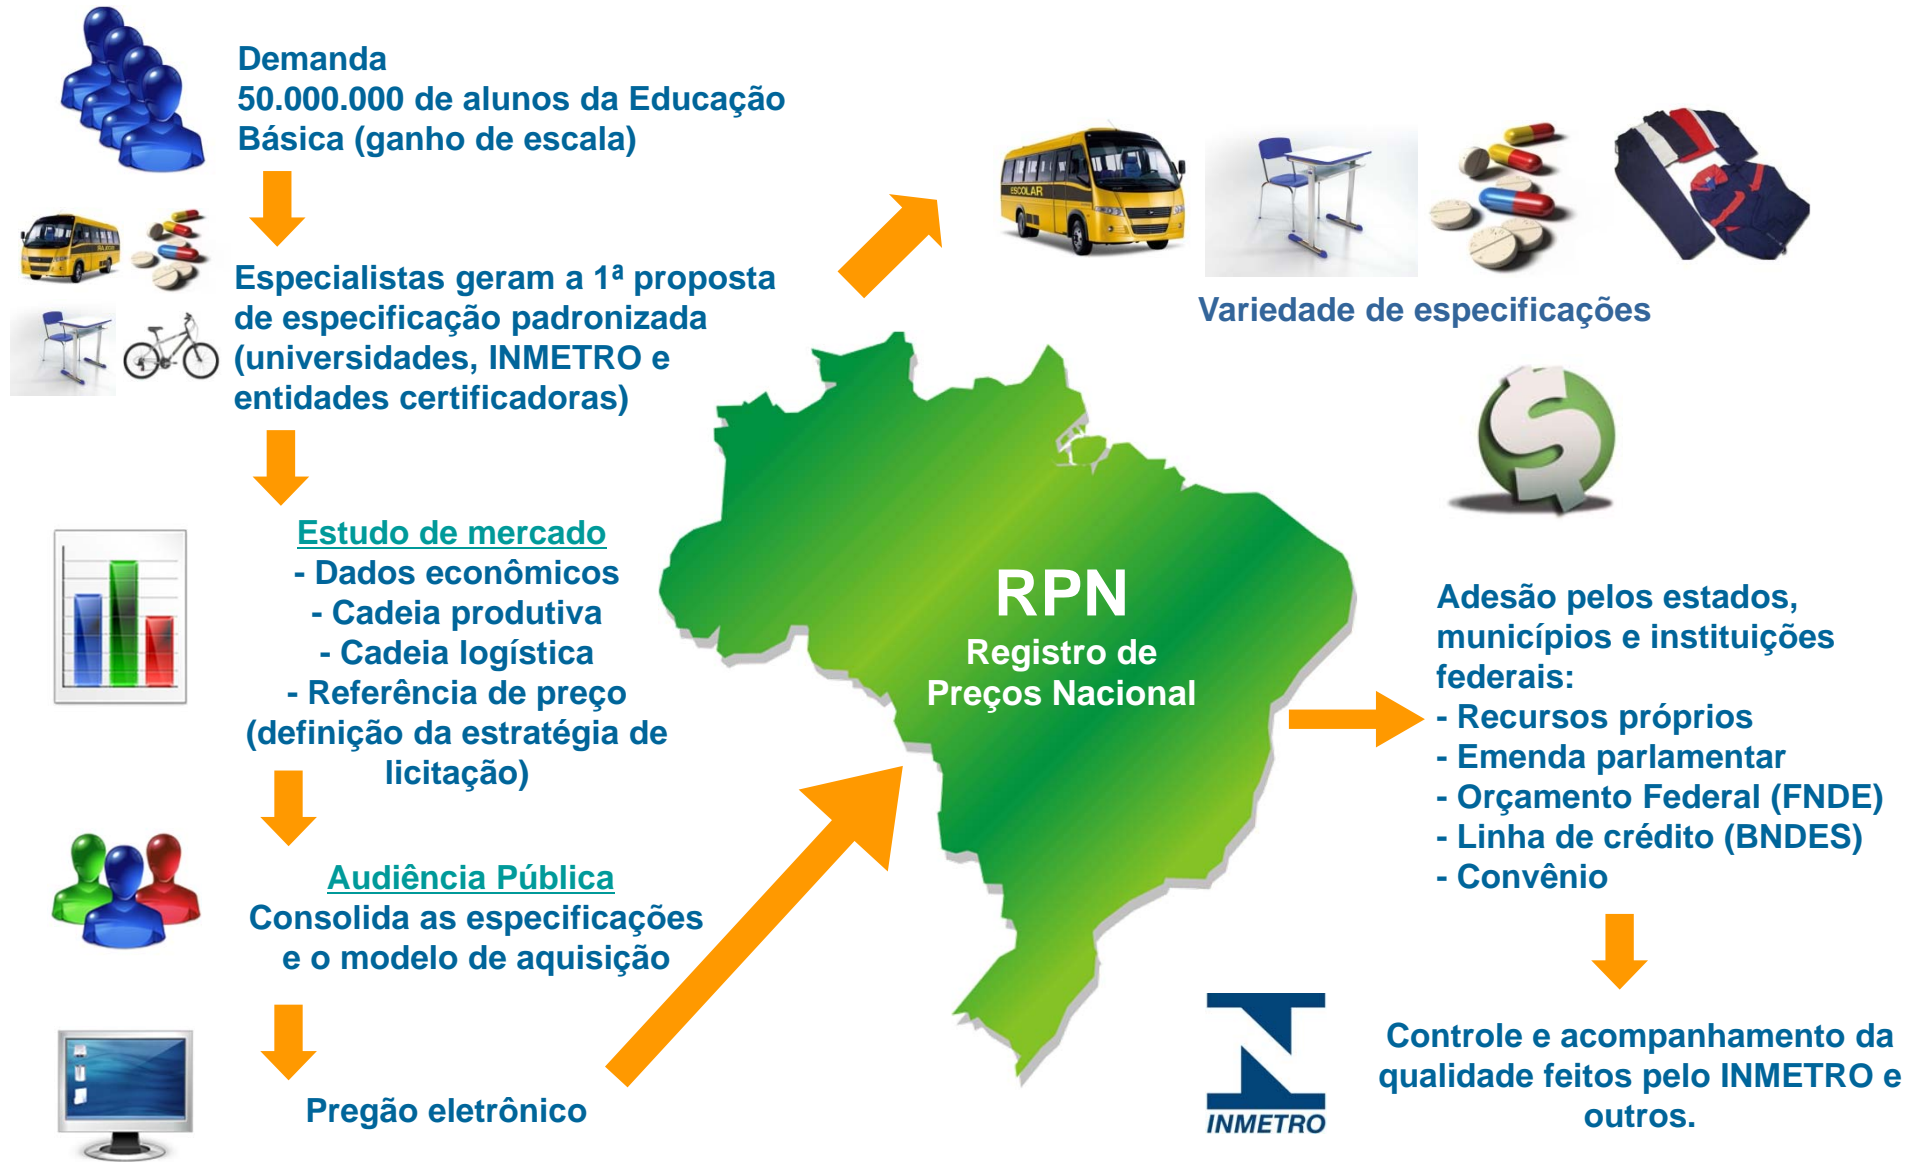 Demanda
50.000.000 de alunos da Educação
Básica (ganho de escala)
Especialistas geram a 1ª proposta
de especificação padronizada
(universidades, INMETRO e
entidades certificadoras)
Estudo de mercado
- Dados econômicos
- Cadeia produtiva
- Cadeia logística
- Referência de preço
(definição da estratégia de
licitação)
Audiência Pública
Consolida as especificações
e o modelo de aquisição
Pregão eletrônico
RPN
Registro de
Preços Nacional
ESCOLAR
Variedade de especificações
Adesão pelos estados,
municípios e instituições
federais:
- Recursos próprios
- Emenda parlamentar
- Orçamento Federal (FNDE)
- Linha de crédito (BNDES)
- Convênio
INMETRO
Controle e acompanhamento da
qualidade feitos pelo INMETRO e
outros.